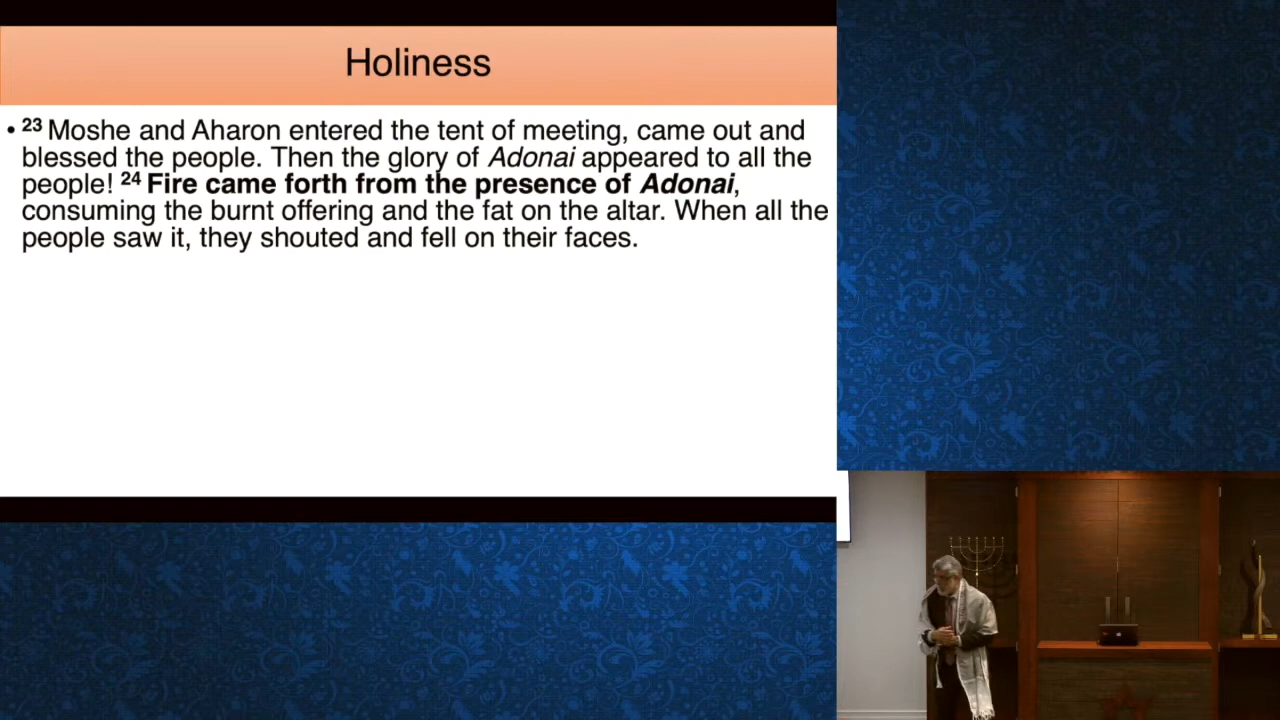 Holiness
• 23 Moshe and Aharon entered the tent of meeting, came out and
blessed the people. Then the glory of Adonai appeared to all the
people! 24 Fire came forth from the presence of Adonai,
consuming the burnt offering and the fat on the altar. When all the
people saw it, they shouted and fell on their faces.